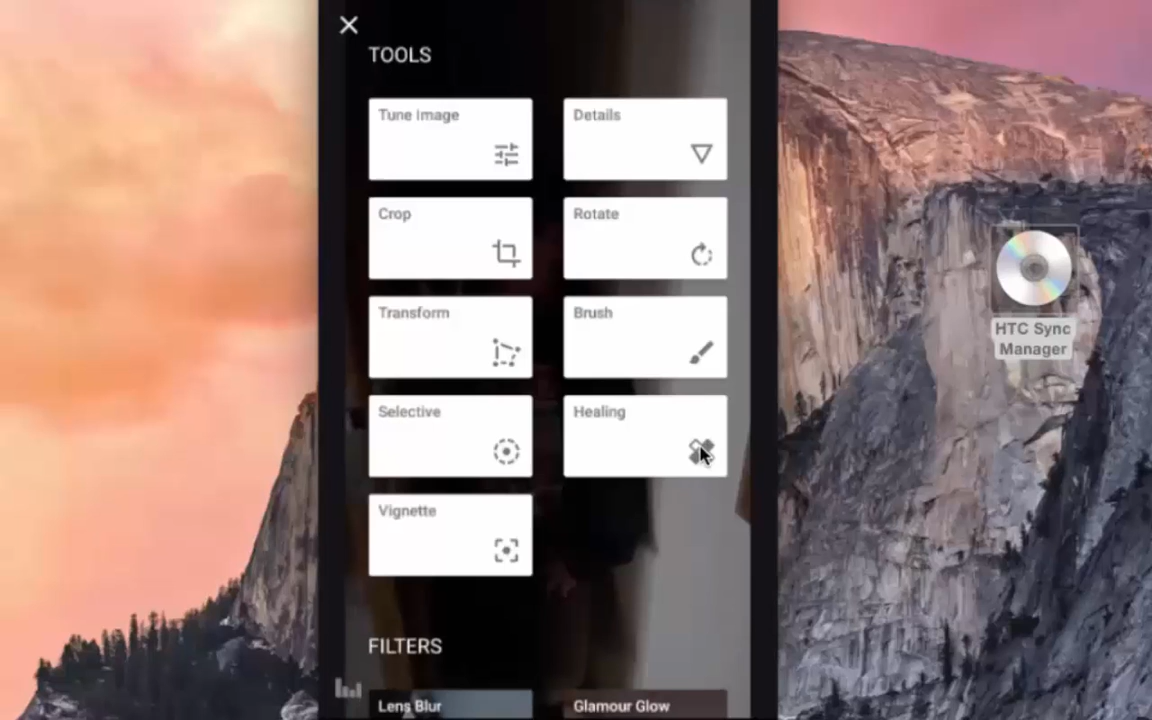 TOOLS
Tune Image
Details
Crop
Rotate
Transform
Brush
Selective
Healing
Vignette
FILTERS
Lens Blur
Glamour Glow
HTC Sync
Manager